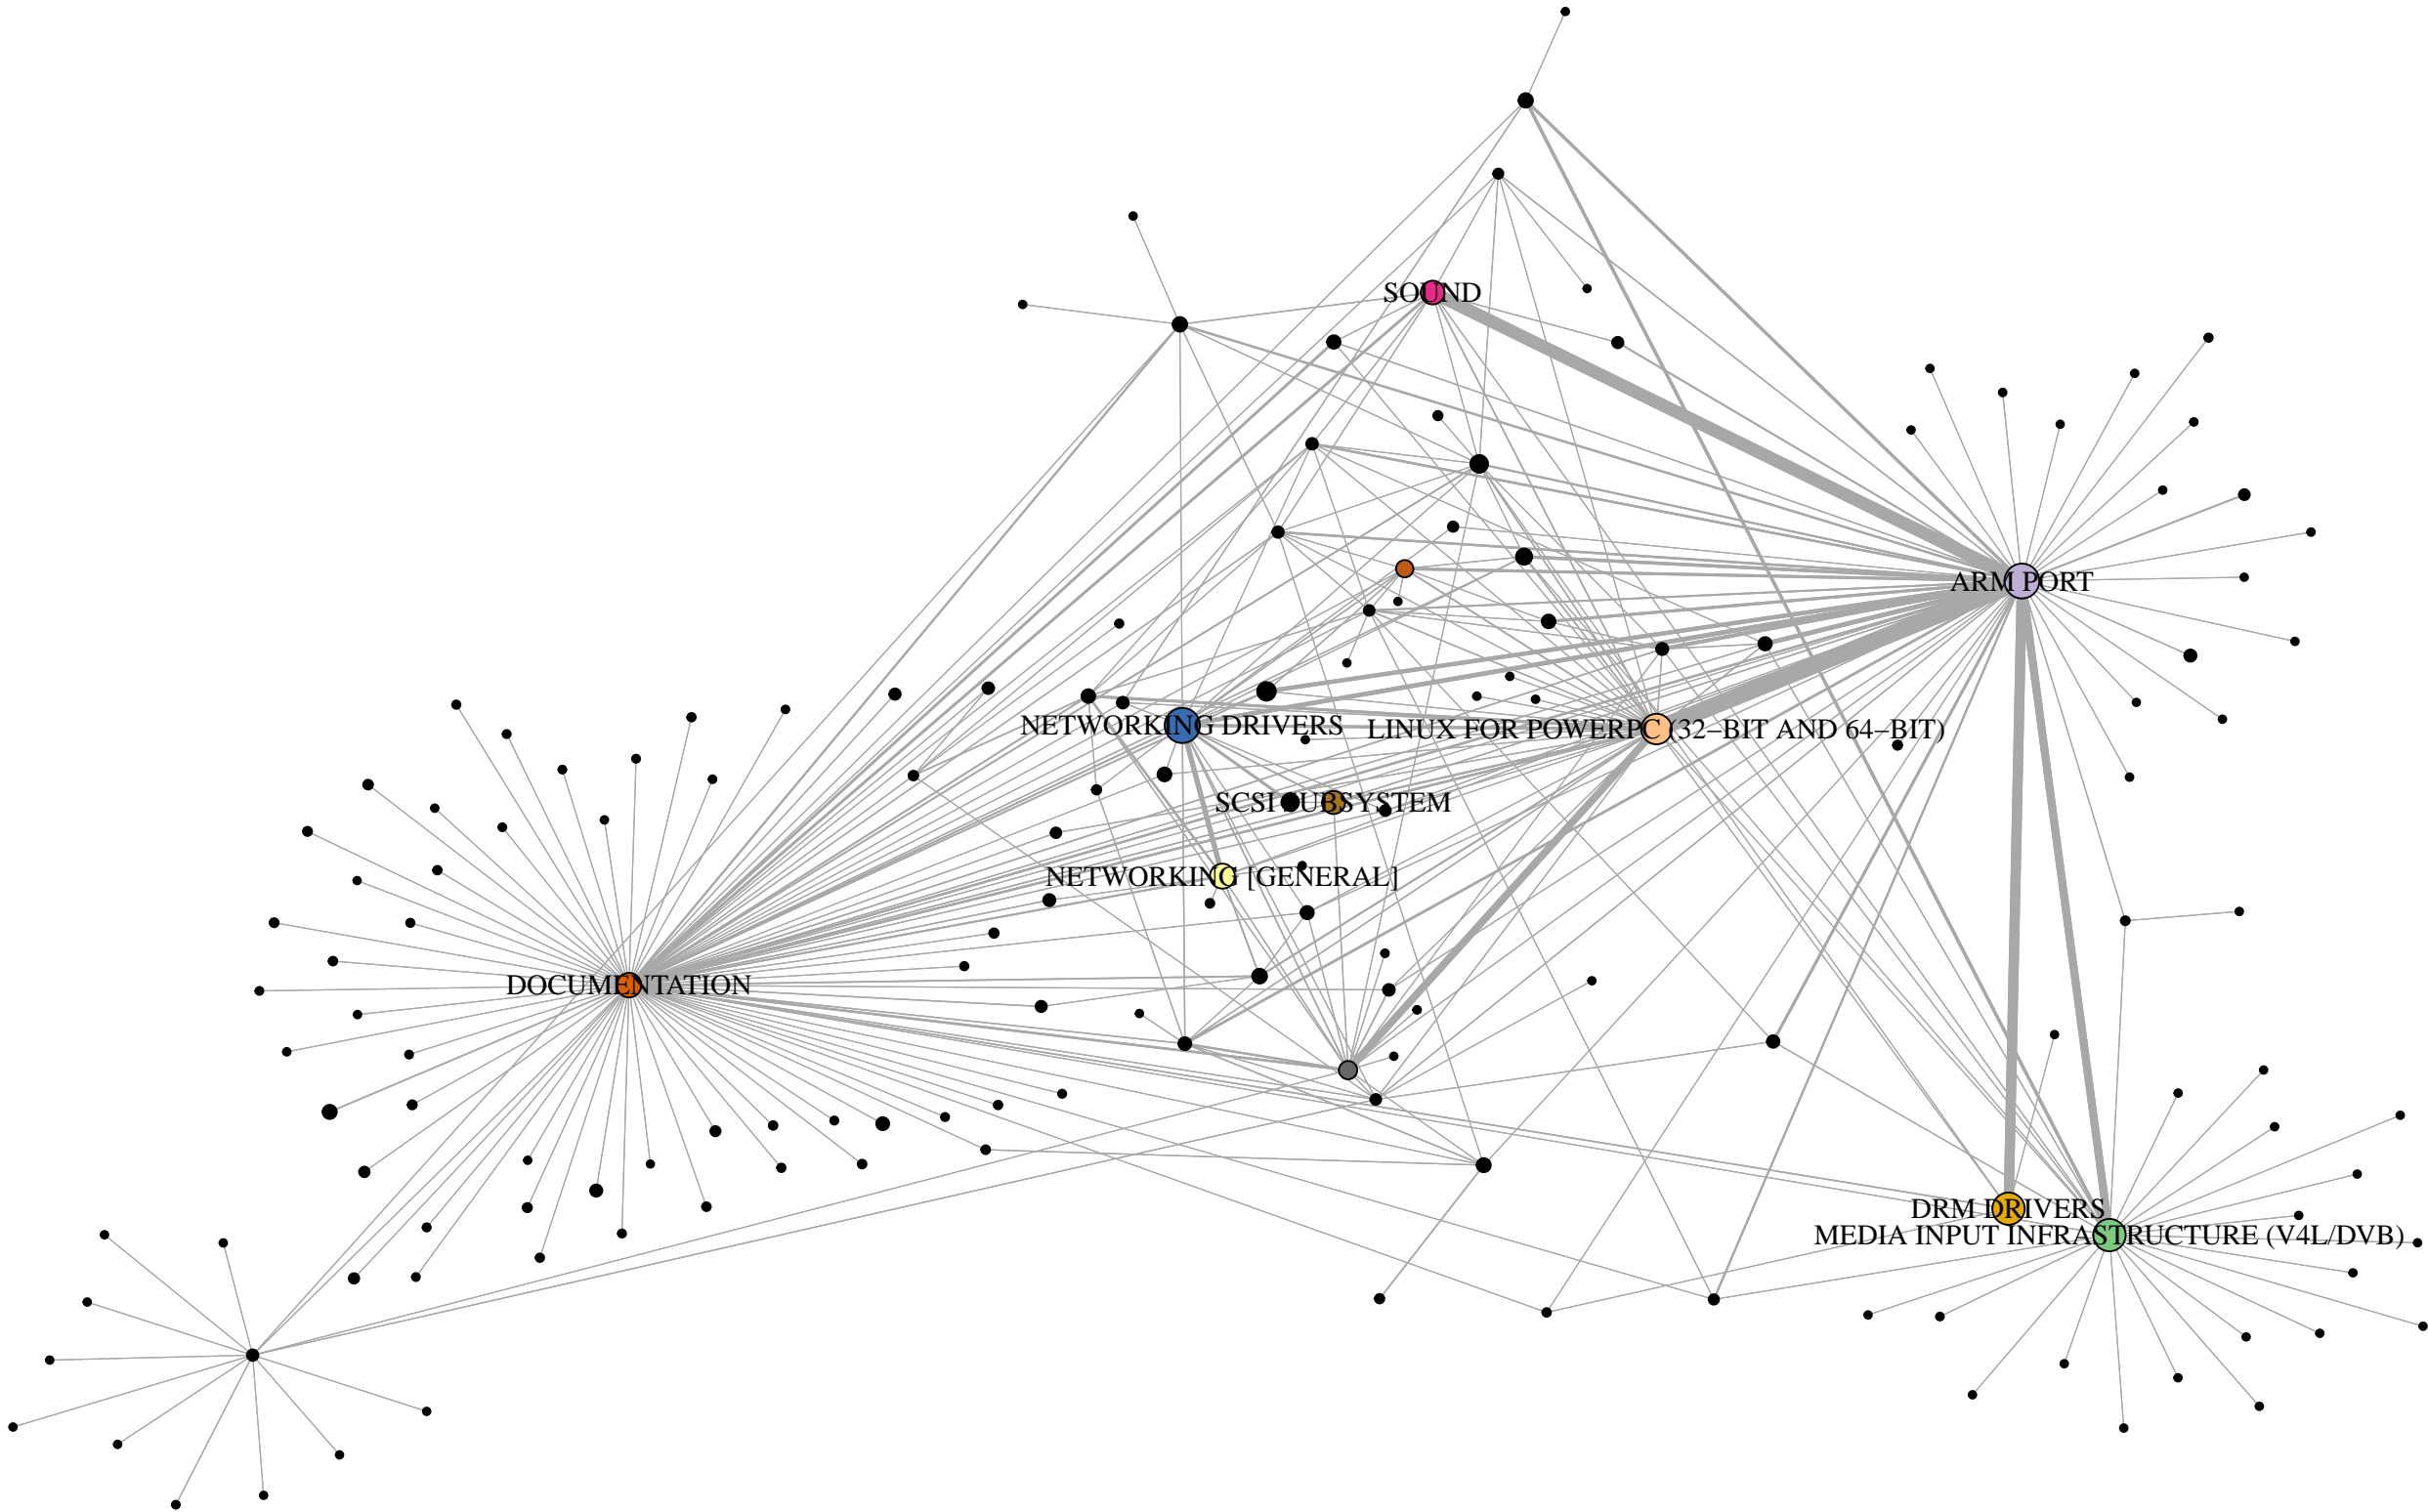 SOUND
ARM PORT
NETWORKING DRIVERS
LINUX FOR POWERPC (32−BIT AND 64−BIT)
SCSI SUBSYSTEM
NETWORKING [GENERAL]
DOCUMENTATION
DRM DRIVERS
MEDIA INPUT INFRASTRUCTURE (V4L/DVB)